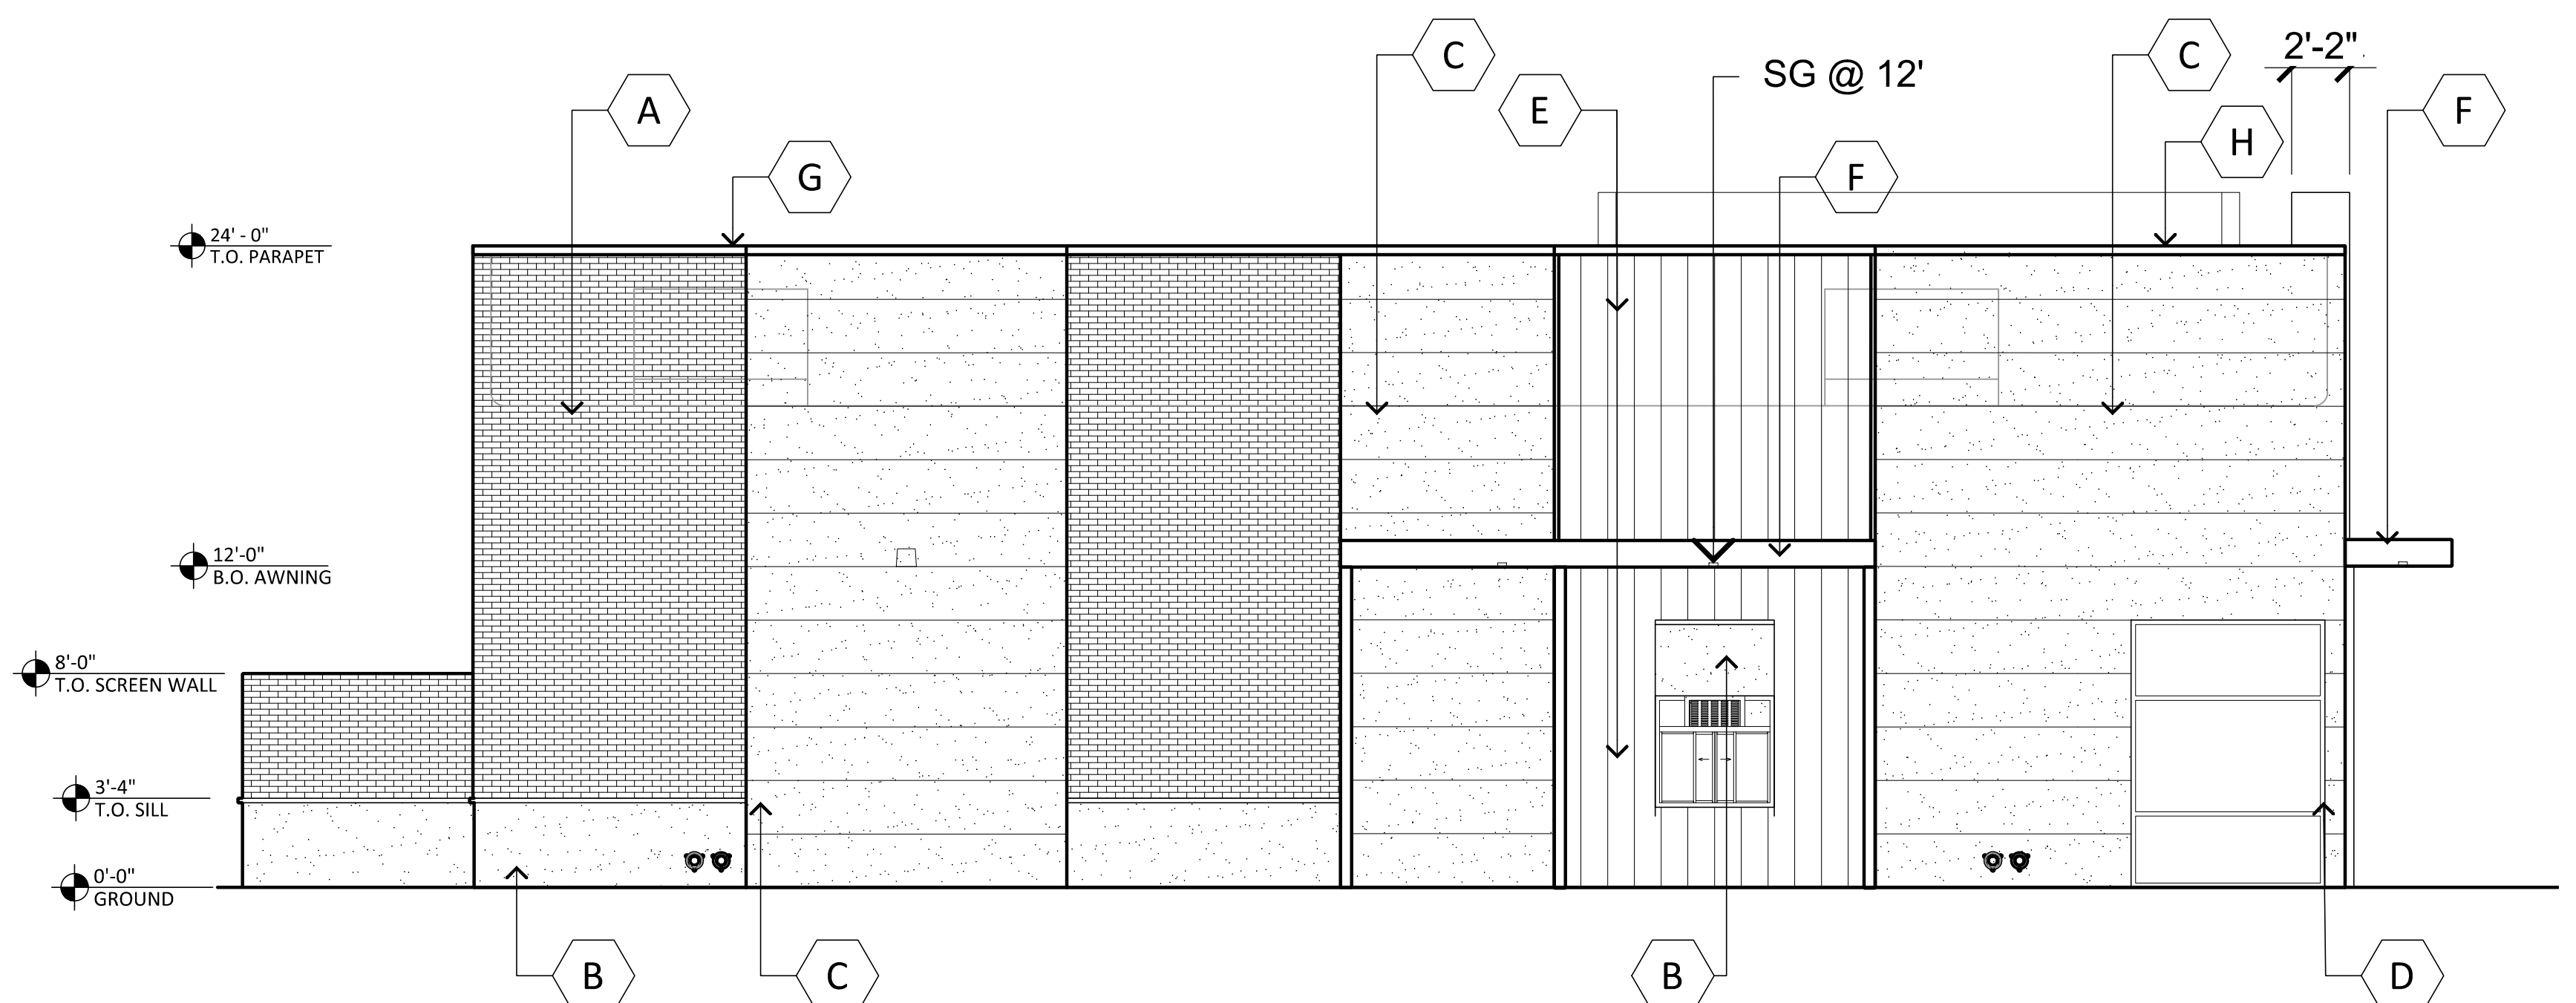 C
SG @ 12'
2'-2"
C
A
E
F
H
G
F
24' - 0"
T.O. PARAPET
12'-0"
B.O. AWNING
8'-0"
T.O. SCREEN WALL
3'-4"
T.O. SILL
0'-0"
GROUND
B
C
B
D